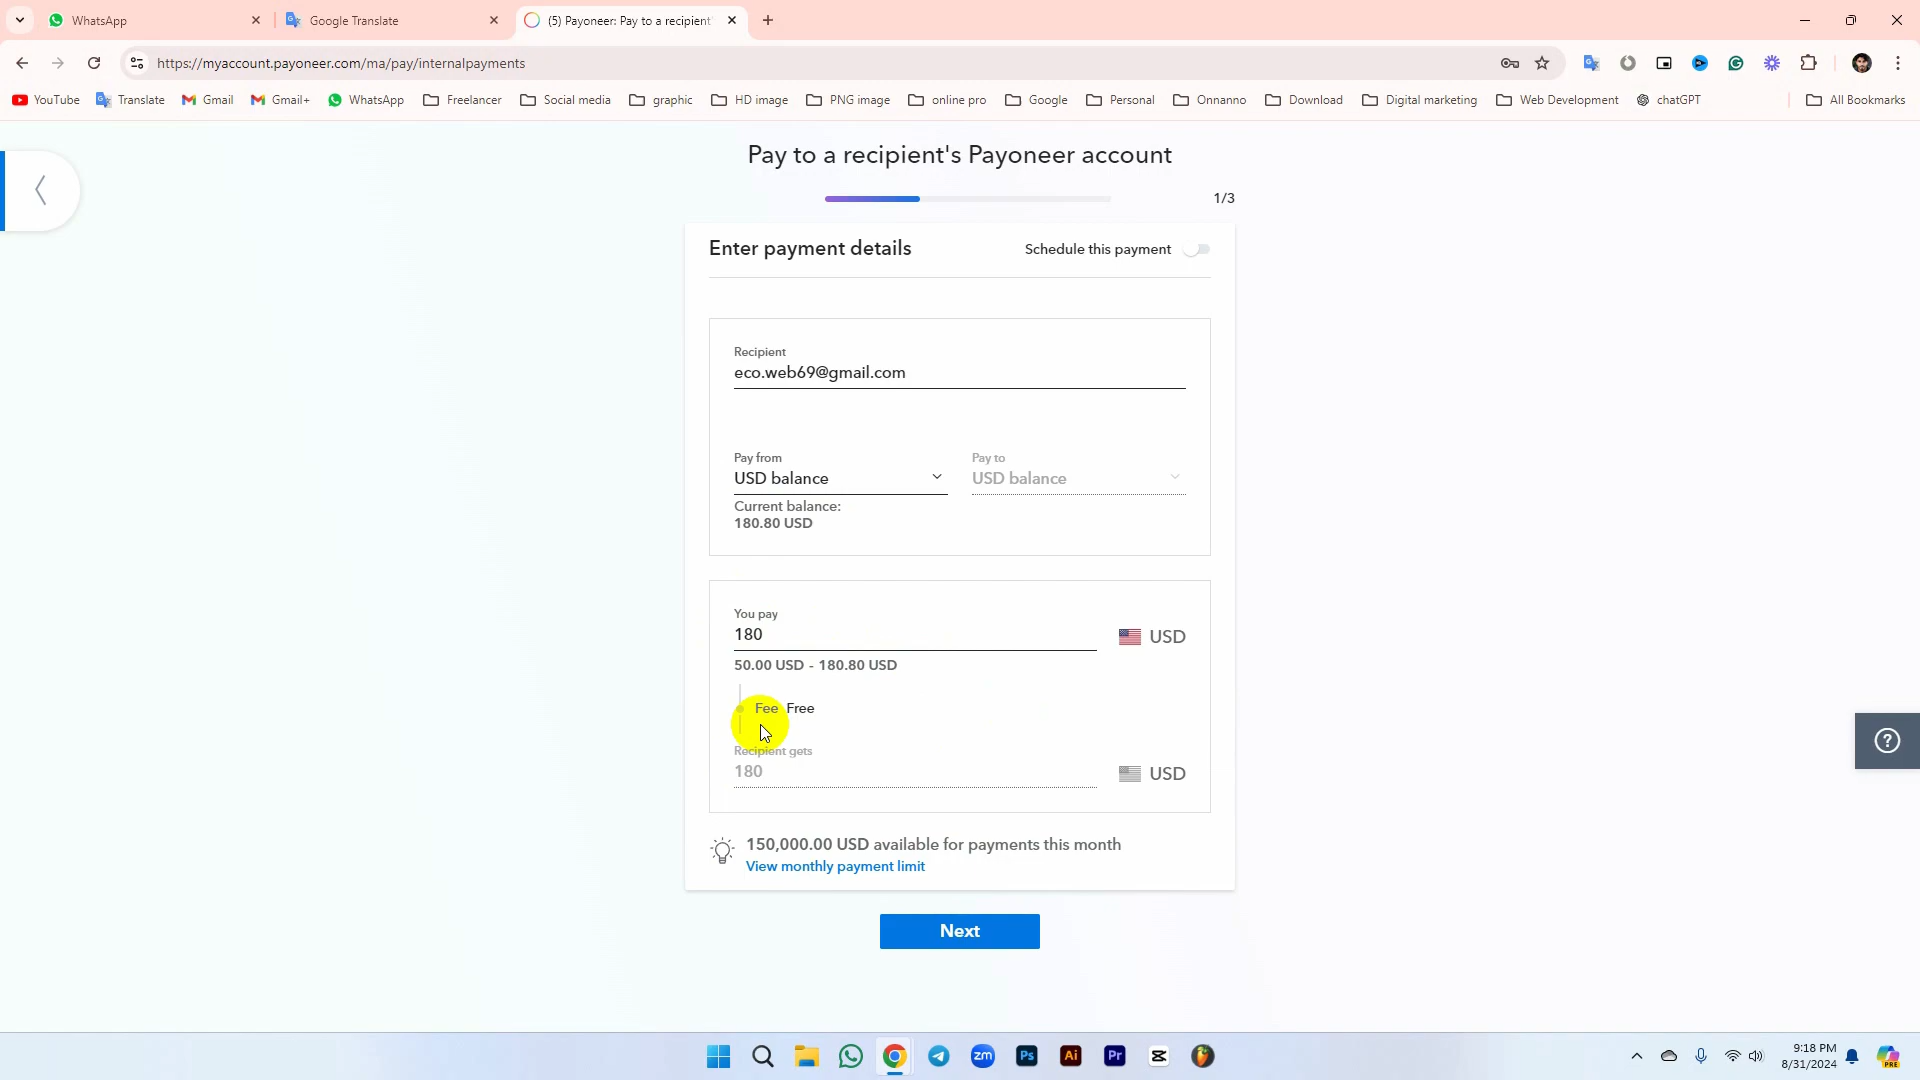 WhatsApp
Google Translate
(5) Payoneer: Pay to a recipient'
https://myaccount.payoneer.com/ma/pay/internalpayments
YouTube Translate Gmail Gmail+ WhatsApp Freelancer Social media graphic HD image PNG image online pro Google Personal Onnanno Download Digital marketing Web Development chatGPT All Bookmarks
Pay to a recipient's Payoneer account
1/3
Enter payment details Schedule this payment
Recipient
eco.web69@gmail.com
Pay from Pay to
USD balance USD balance
Current balance:
180.80 USD
You pay
180 USD
50.00 USD - 180.80 USD
Fee Free
Recipient gets
180 USD
150,000.00 USD available for payments this month
View monthly payment limit
Next
?
zm Ps Ai Pr
9:18 PM
8/31/2024
PRE